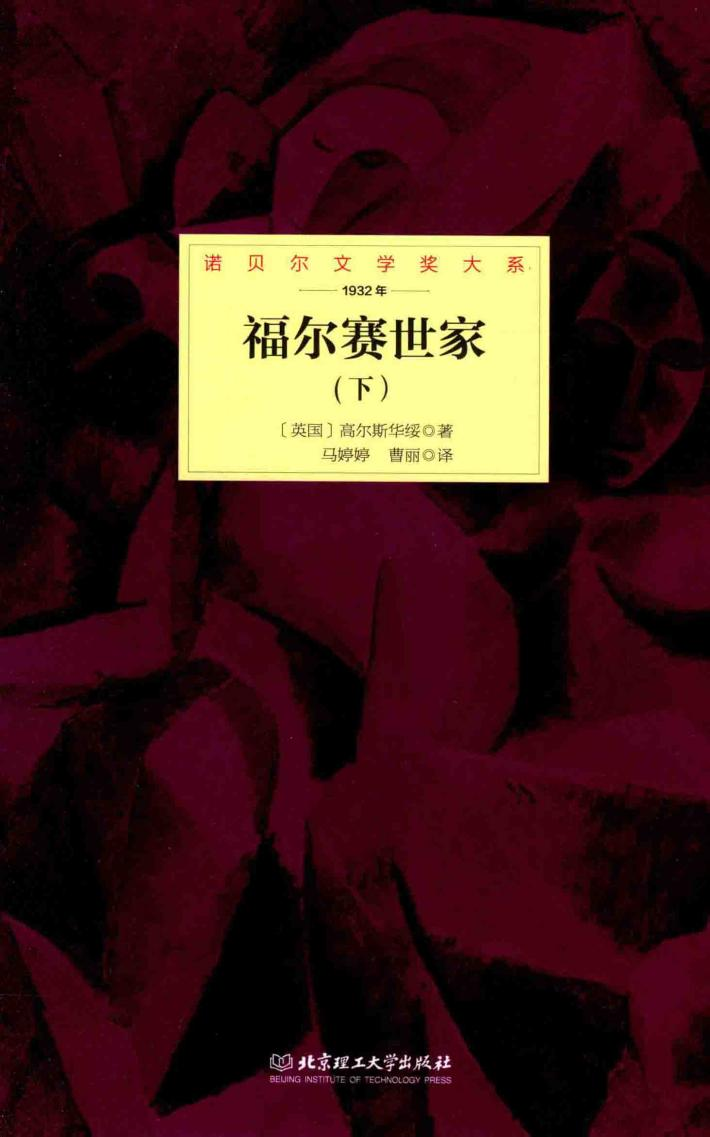 诺贝尔文学奖大系
1932年
福尔赛世家
（下）
〔英国〕高尔斯华绥◎著
马婷婷 曹丽◎译
北京理工大学出版社
BEIJING INSTITUTE OF TECHNOLOGY PRESS